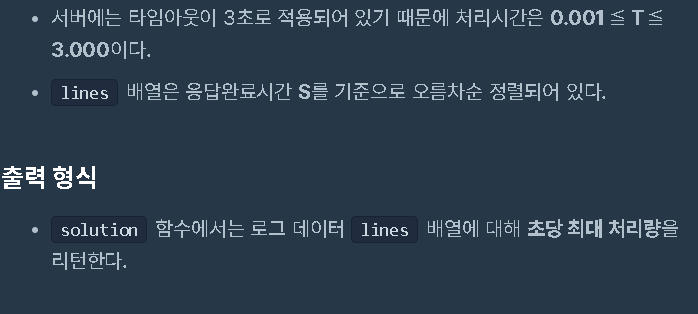 서버에는 타임아웃이 3초로 적용되어 있기 때문에 처리시간은 0.001 ≦ T ≦
3.000이다.
lines 배열은 응답완료시간 S를 기준으로 오름차순 정렬되어 있다.
출력 형식
solution 함수에서는 로그 데이터 lines 배열에 대해 초당 최대 처리량을
리턴한다.